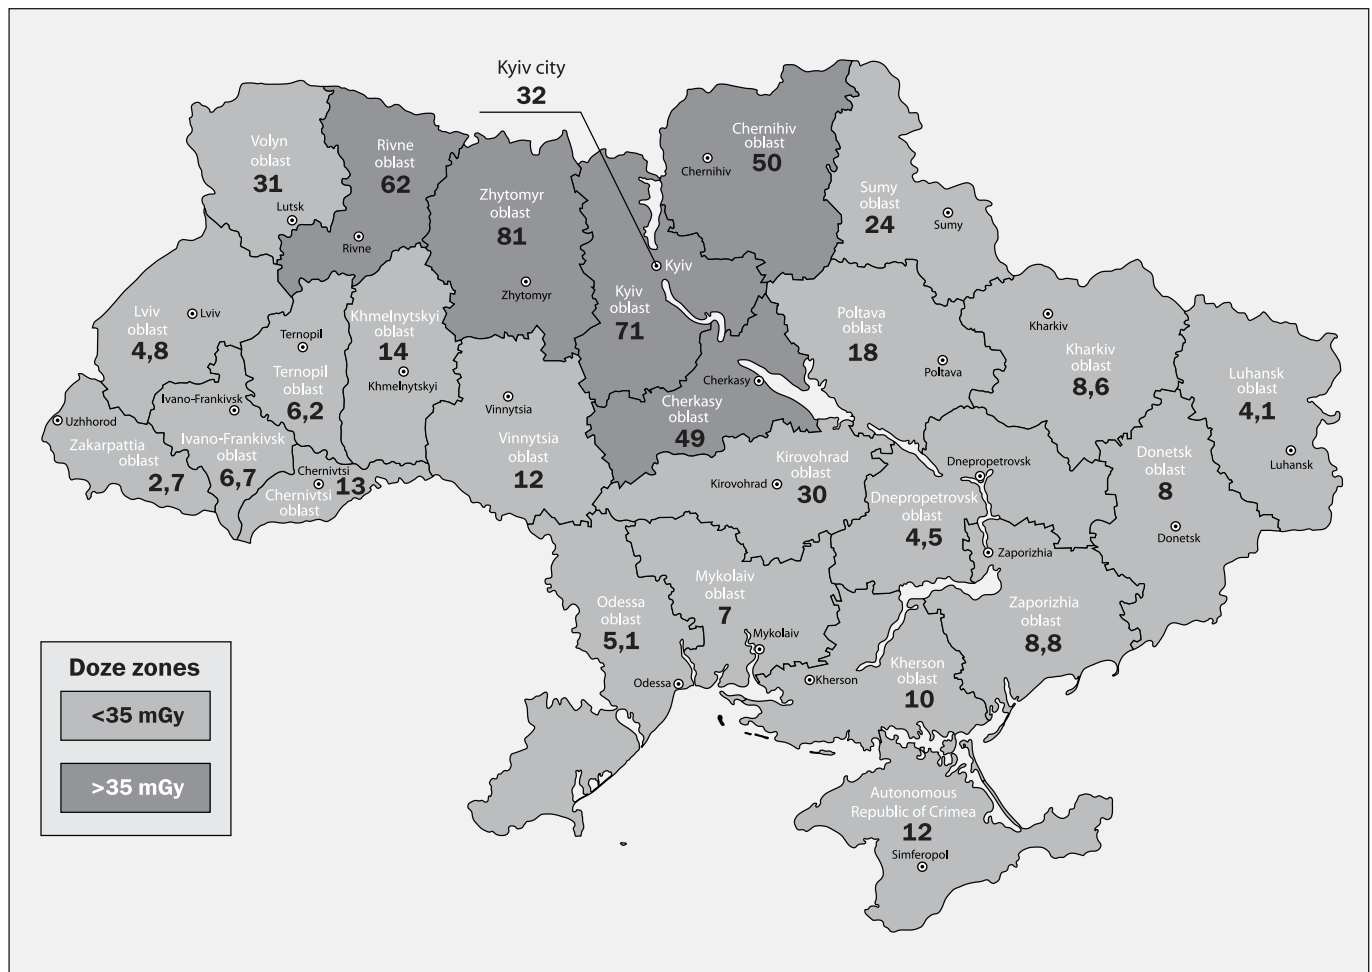 Kyiv city
32
Volyn
oblast
31
Lutsk
Rivne
oblast
62
Rivne
Zhytomyr
oblast
81
Zhytomyr
Chernihiv
oblast
50
Chernihiv
Sumy
oblast
24
Sumy
Kyiv
Kyiv
oblast
71
Lviv
oblast
4,8
Lviv
Ternopil
Ternopil
oblast
6,2
Khmelnytskyi
oblast
14
Khmelnytskyi
Vinnytsia
Vinnytsia
oblast
12
Cherkasy
Cherkasy
oblast
49
Poltava
oblast
18
Poltava
Kharkiv
Kharkiv
oblast
8,6
Luhansk
oblast
4,1
Luhansk
Uzhhorod
Zakarpattia
oblast
2,7
Ivano-Frankivsk
Ivano-Frankivsk
oblast
6,7
Chernivtsi
13
Chernivtsi
oblast
Kirovohrad
oblast
30
Kirovohrad
Dnepropetrovsk
Dnepropetrovsk
oblast
4,5
Donetsk
oblast
8
Donetsk
Zaporizhia
Zaporizhia
oblast
8,8
Odessa
oblast
5,1
Odessa
Mykolaiv
oblast
7
Mykolaiv
Kherson
Kherson
oblast
10
Autonomous
Republic of Crimea
12
Simferopol
Doze zones
<35 mGy
>35 mGy